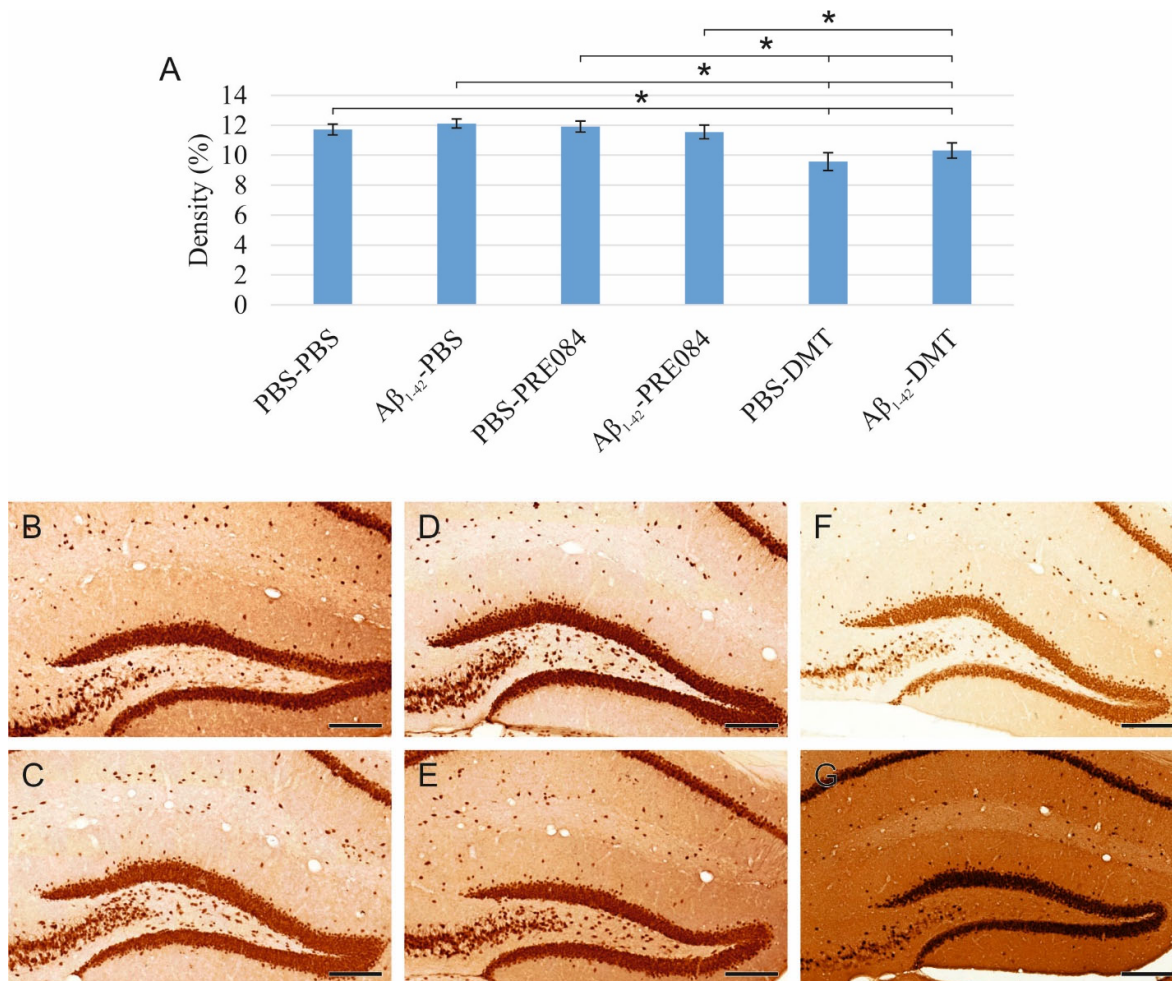 *
*
A
*
14
*
12
10
8
6
4
2
0
Density (%)
PBS-PBS
Aβ₁₋₄₂-PBS
PBS-PRE084
Aβ₁₋₄₂-PRE084
PBS-DMT
Aβ₁₋₄₂-DMT
B
D
F
C
E
G